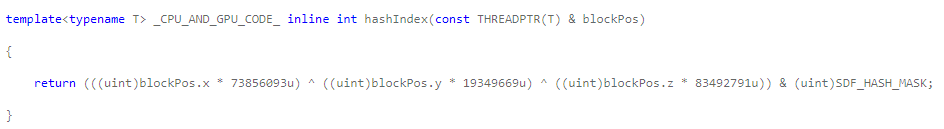 template<typename T> _CPU_AND_GPU_CODE_ inline int hashIndex(const THREADPTR(T) & blockPos)
{
return (((uint)blockPos.x * 73856093u) ^ ((uint)blockPos.y * 19349669u) ^ ((uint)blockPos.z * 83492791u)) & (uint)SDF_HASH_MASK;
}